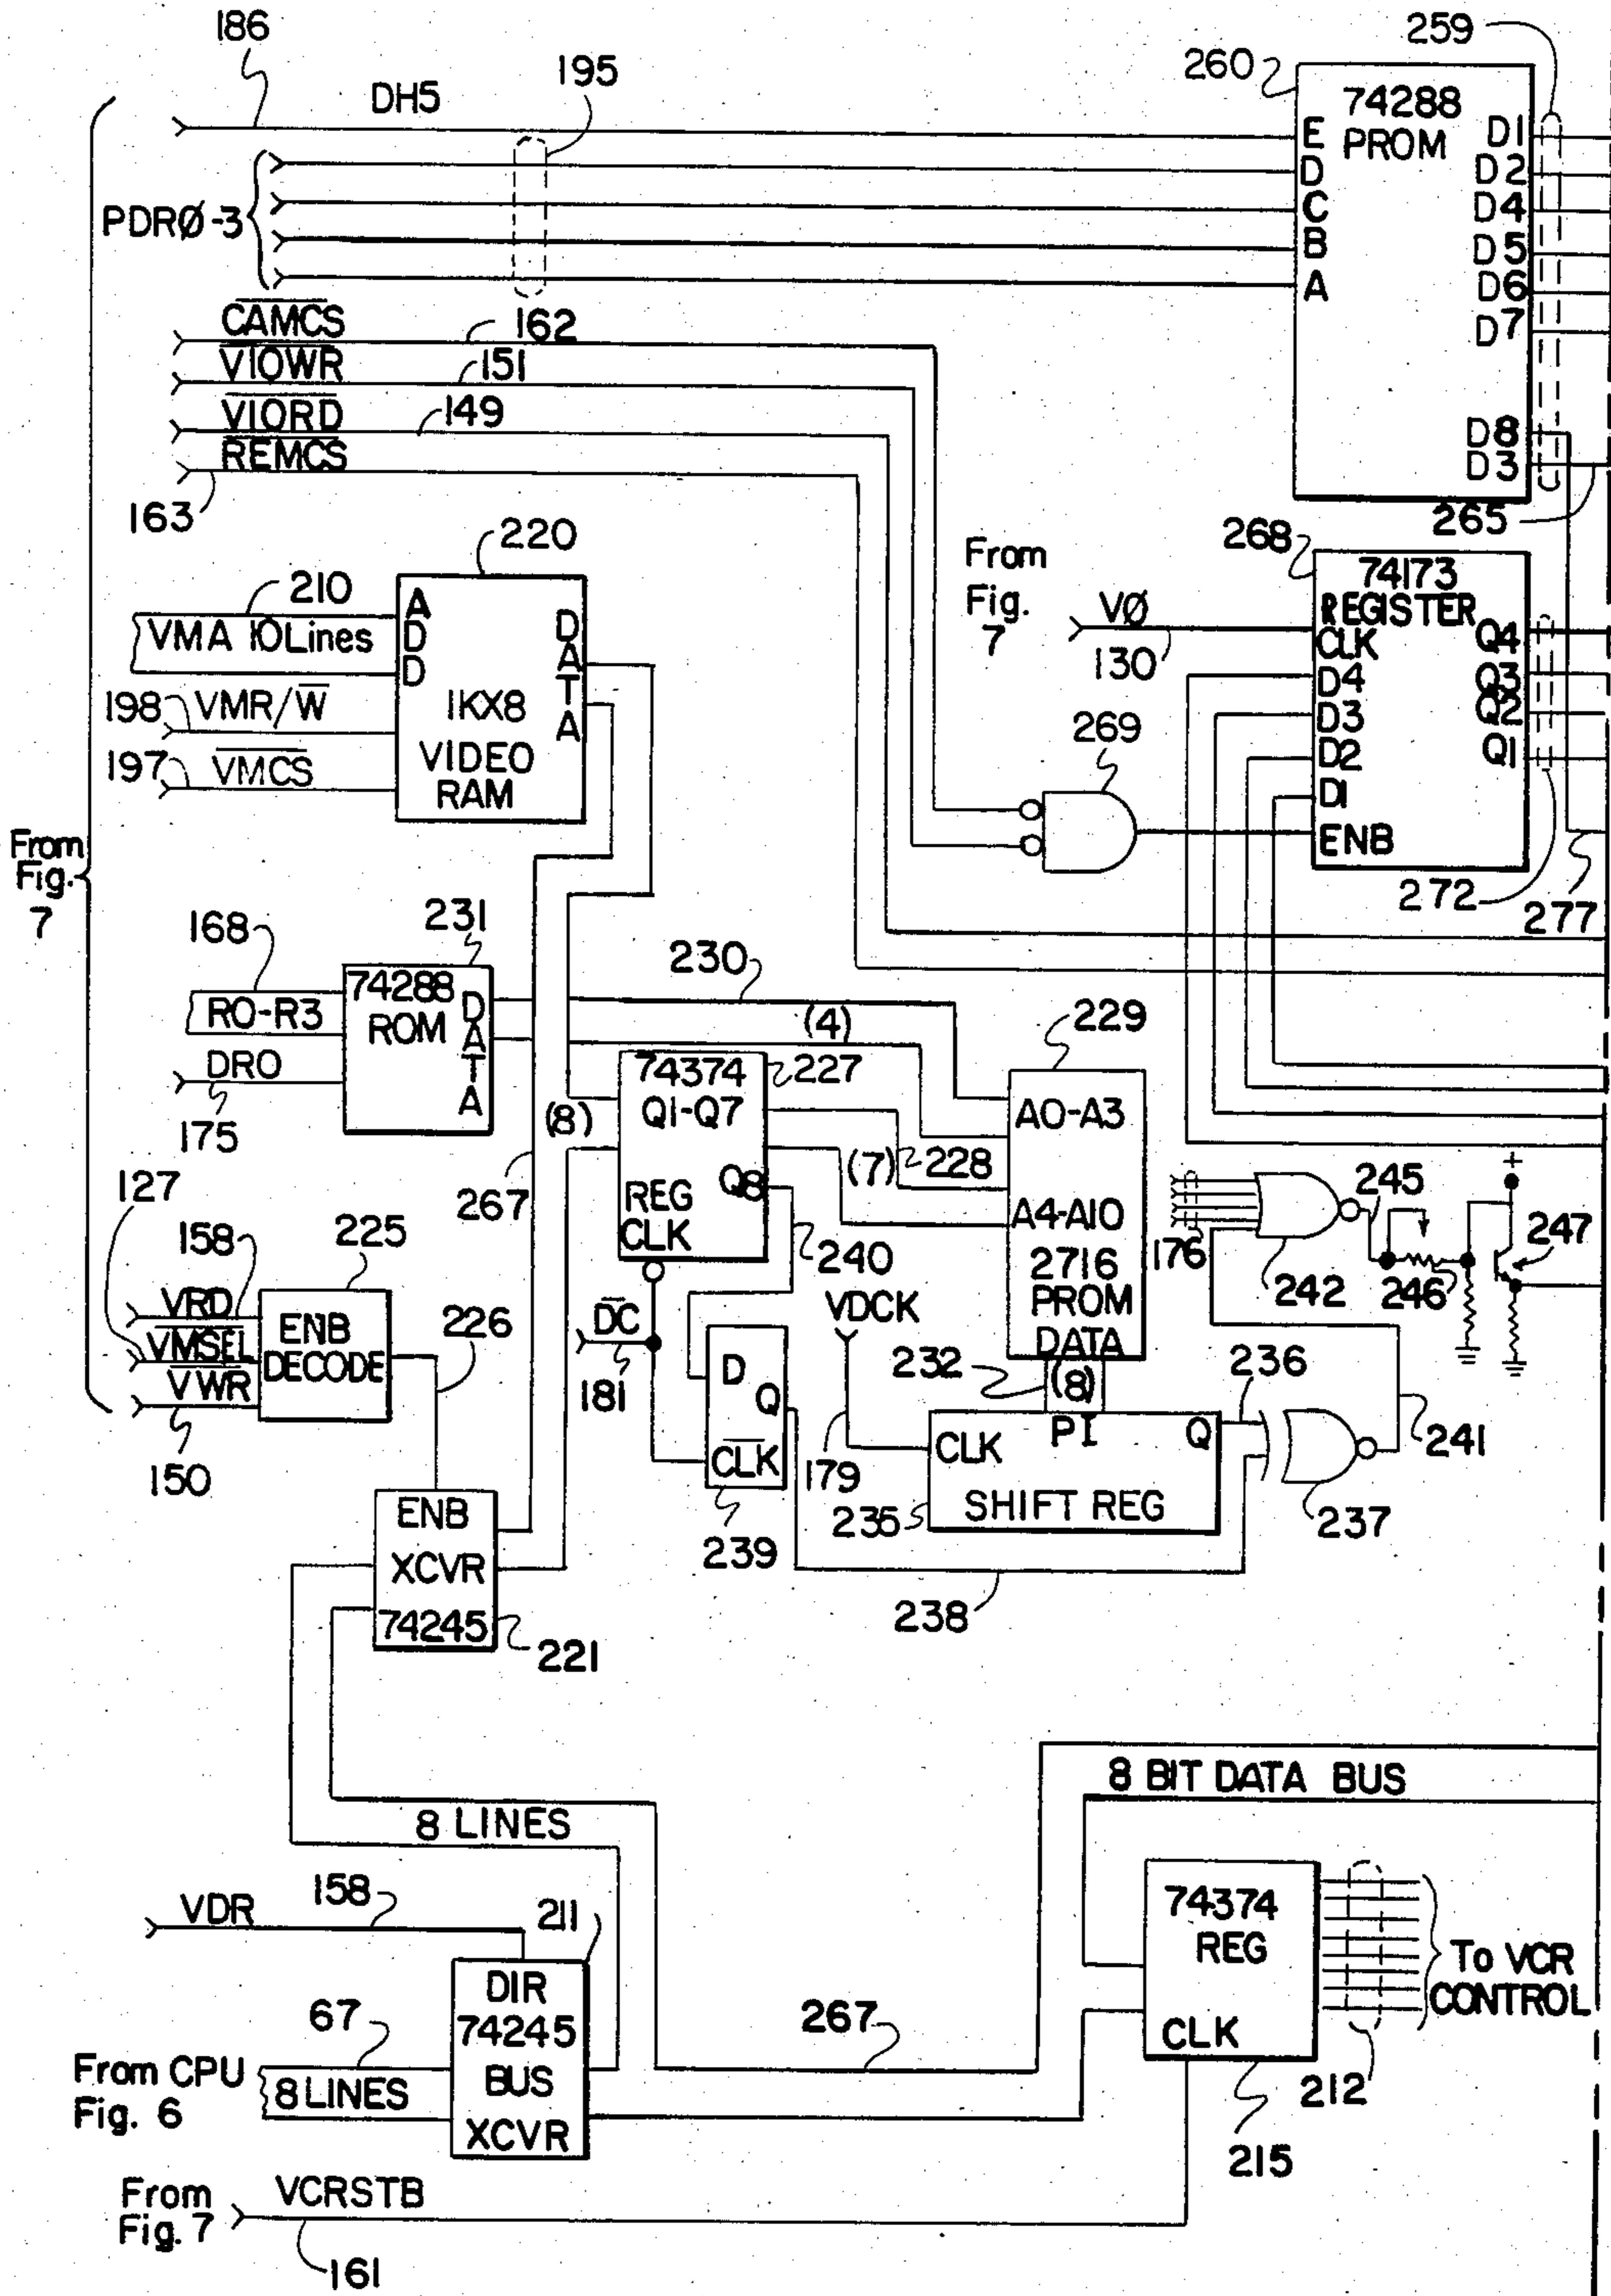 186
DH5
195
260
259
74288
PROM
E
D
C
B
A
D1
D2
D4
D5
D6
D7
D8
D3
265
PDRØ-3
CAMCS
162
VIOWR
151
VIORD
149
REMCS
163
220
210
VMA 10Lines
198
VMR/W
197
VMCS
ADD
DATA
1KX8
VIDEO
RAM
From
Fig.
7
From
Fig.
7
VØ
130
268
74173
REGISTER
CLK
D4
D3
D2
D1
ENB
Q4
Q3
Q2
Q1
269
272
277
168
231
RO-R3
DRO
175
74288
ROM
DATA
230
(4)
229
74374
227
Q1-Q7
Q8
REG
CLK
(8)
267
(7)
228
240
A0-A3
A4-A10
2716
PROM
DATA
176
242
245
246
247
+
127
158
225
VRD
VMSEL
VWR
150
ENB
DECODE
226
DC
181
D
Q
CLK
239
VDCK
179
232
(8)
CLK
PI
Q
SHIFT REG
235
236
237
241
238
ENB
XCVR
74245
221
8 LINES
8 BIT DATA BUS
VDR
158
211
DIR
74245
BUS
XCVR
67
From CPU
Fig. 6
8 LINES
267
74374
REG
CLK
To VCR
CONTROL
212
215
From
Fig. 7
VCRSTB
161